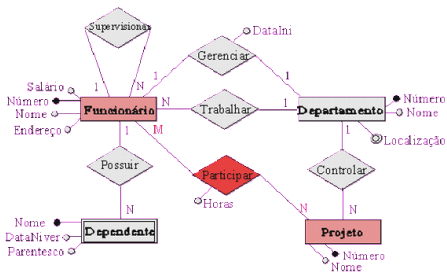 Supervisionar
DataIni
Gerenciar
1
N
1
1
Salário
Número
Nome
Endereço
Funcionário
N
Trabalhar
1
Departamento
Número
Nome
Localização
1
M
1
Possuir
Participar
Controlar
Horas
N
N
N
Nome
DataNiver
Parentesco
Dependente
Projeto
Número
Nome